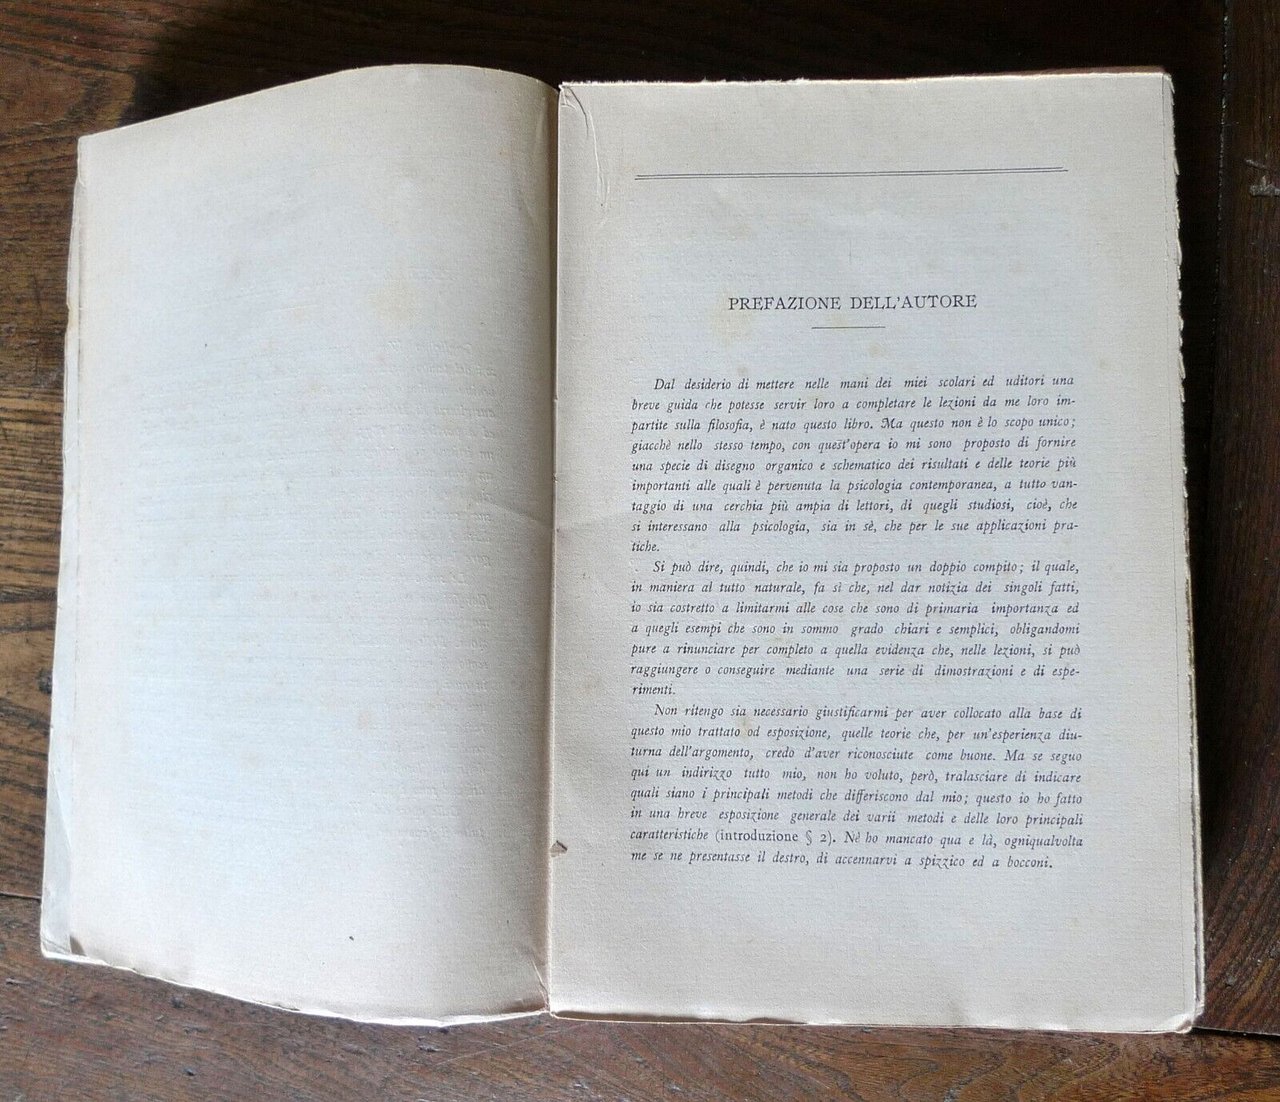 PREFAZIONE DELL'AUTORE
Dal desiderio di mettere nelle mani dei miei scolari ed uditori una
breve guida che potesse servir loro a completare le lezioni da me loro im-
partite sulla filosofia, è nato questo libro. Ma questo non è lo scopo unico;
giacchè nello stesso tempo, con quest'opera io mi sono proposto di fornire
una specie di disegno organico e schematico dei risultati e delle teorie più
importanti alle quali è pervenuta la psicologia contemporanea, a tutto van-
taggio di una cerchia più ampia di lettori, di quegli studiosi, cioè, che
si interessano alla psicologia, sia in sè, che per le sue applicazioni pra-
tiche.
Si può dire, quindi, che io mi sia proposto un doppio compito; il quale,
in maniera al tutto naturale, fa sì che, nel dar notizia dei singoli fatti,
io sia costretto a limitarmi alle cose che sono di primaria importanza ed
a quegli esempi che sono in sommo grado chiari e semplici, obligandomi
pure a rinunciare per completo a quella evidenza che, nelle lezioni, si può
raggiungere o conseguire mediante una serie di dimostrazioni e di espe-
rimenti.
Non ritengo sia necessario giustificarmi per aver collocato alla base di
questo mio trattato od esposizione, quelle teorie che, per un'esperienza diu-
turna dell'argomento, credo d'aver riconosciute come buone. Ma se seguo
qui un indirizzo tutto mio, non ho voluto, però, tralasciare di indicare
quali siano i principali metodi che differiscono dal mio; questo io ho fatto
in una breve esposizione generale dei varii metodi e delle loro principali
caratteristiche (introduzione § 2). Nè ho mancato qua e là, ogniqualvolta
me se ne presentasse il destro, di accennarvi a spizzico ed a bocconi.